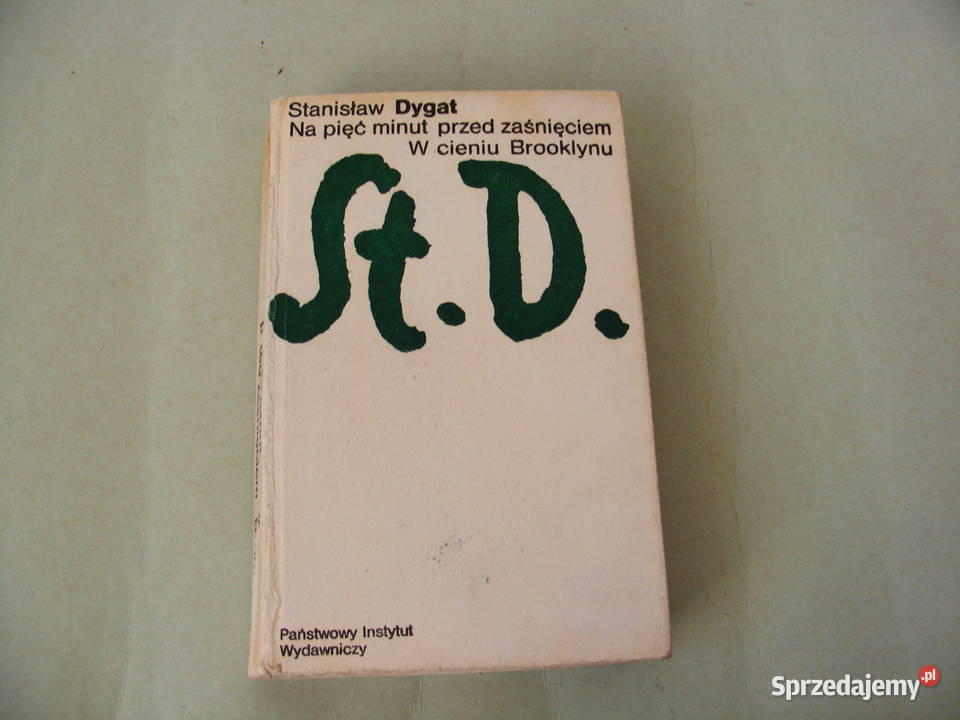 Stanisław Dygat
Na pięć minut przed zaśnięciem
W cieniu Brooklynu
St.D.
Państwowy Instytut
Wydawniczy
Sprzedajemy.pl